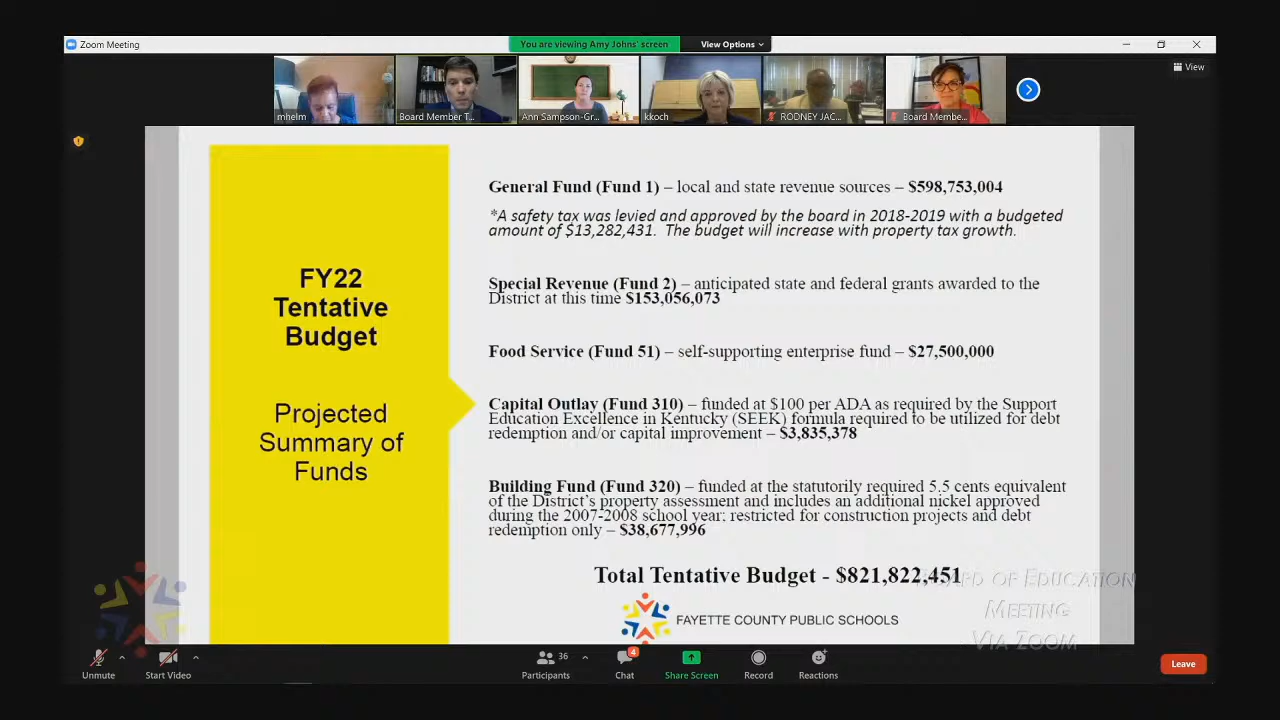 Zoom Meeting
You are viewing Amy Johns' screen
View Options
View
mhelm
Board Member T...
Ann Sampson-Gr...
kkoch
RODNEY JAC...
Board Membe...
FY22
Tentative
Budget
Projected
Summary of
Funds
General Fund (Fund 1) – local and state revenue sources – $598,753,004
*A safety tax was levied and approved by the board in 2018-2019 with a budgeted
amount of $13,282,431. The budget will increase with property tax growth.
Special Revenue (Fund 2) – anticipated state and federal grants awarded to the
District at this time $153,056,073
Food Service (Fund 51) – self-supporting enterprise fund – $27,500,000
Capital Outlay (Fund 310) – funded at $100 per ADA as required by the Support
Education Excellence in Kentucky (SEEK) formula required to be utilized for debt
redemption and/or capital improvement – $3,835,378
Building Fund (Fund 320) – funded at the statutorily required 5.5 cents equivalent
of the District's property assessment and includes an additional nickel approved
during the 2007-2008 school year; restricted for construction projects and debt
redemption only – $38,677,996
Total Tentative Budget - $821,822,451
FAYETTE COUNTY PUBLIC SCHOOLS
BOARD OF EDUCATION
MEETING
VIA ZOOM
Unmute
Start Video
36
Participants
4
Chat
Share Screen
Record
Reactions
Leave